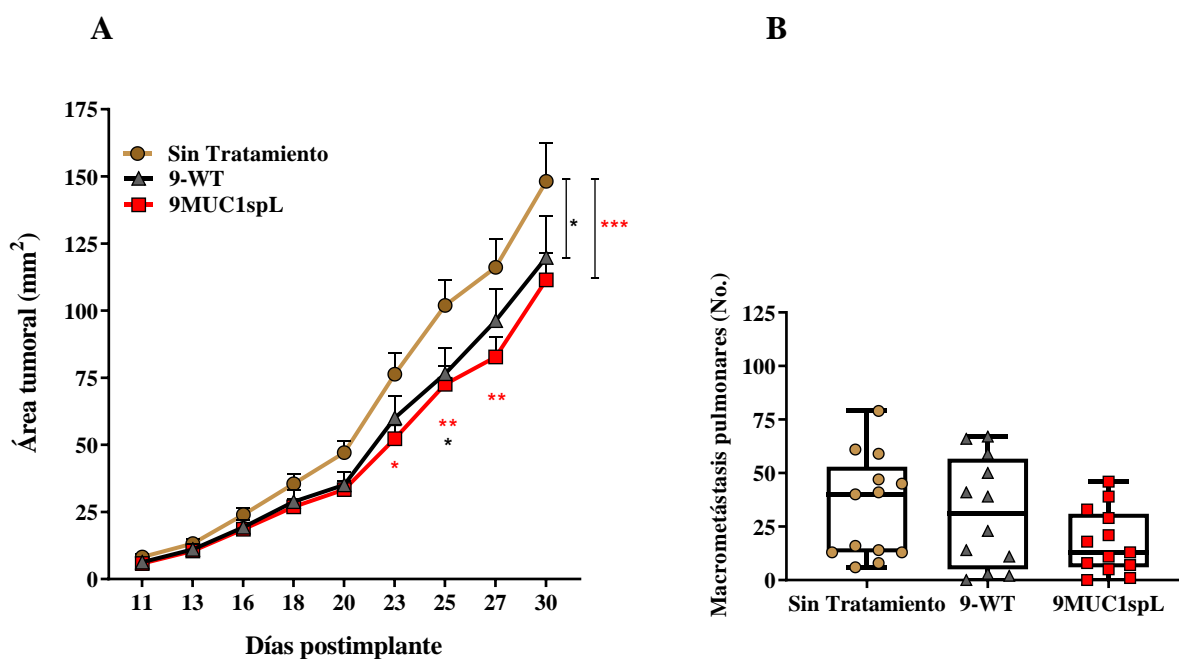 A
Área tumoral (mm²)
175
150
125
100
75
50
25
0
Sin Tratamiento
9-WT
9MUC1spL
*
***
*
**
*
**
11 13 16 18 20 23 25 27 30
Días postimplante
B
Macrometástasis pulmonares (No.)
125
100
75
50
25
0
Sin Tratamiento 9-WT 9MUC1spL